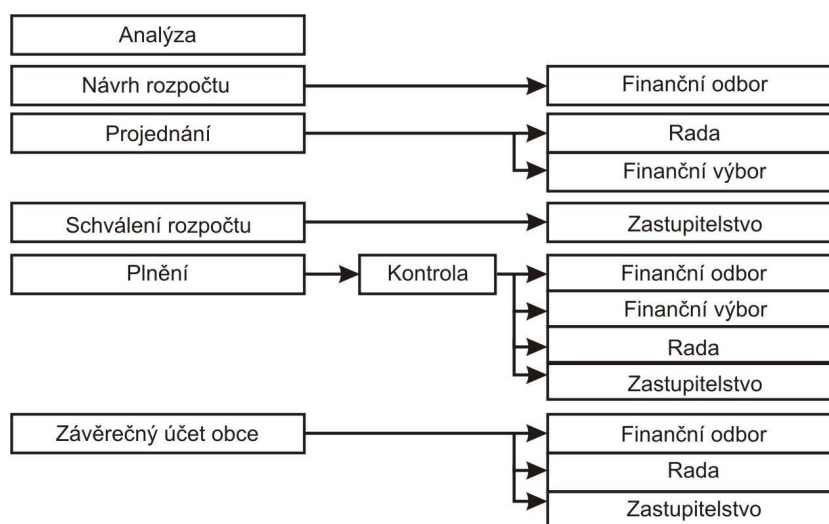 Analýza
Návrh rozpočtu
Finanční odbor
Projednání
Rada
Finanční výbor
Schválení rozpočtu
Zastupitelstvo
Plnění
Kontrola
Finanční odbor
Finanční výbor
Rada
Zastupitelstvo
Závěrečný účet obce
Finanční odbor
Rada
Zastupitelstvo